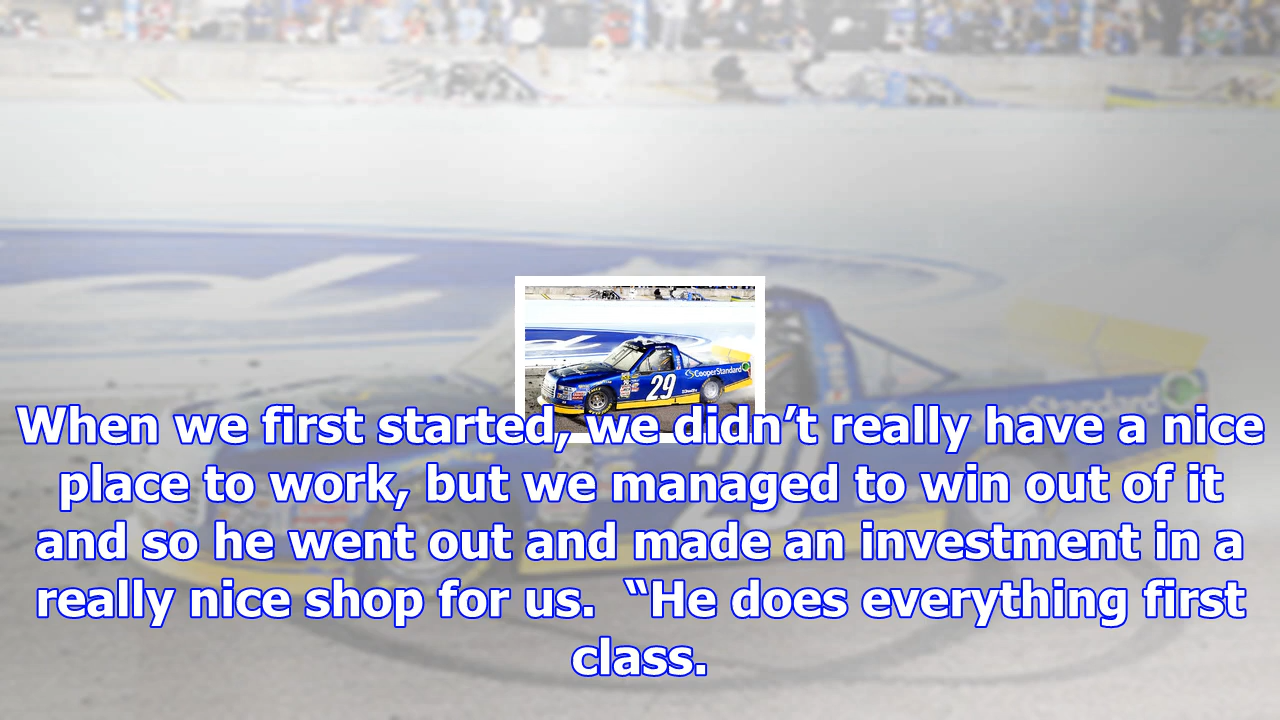 CooperStandard
29
When we first started, we didn’t really have a nice
place to work, but we managed to win out of it
and so he went out and made an investment in a
really nice shop for us.  “He does everything first
class.